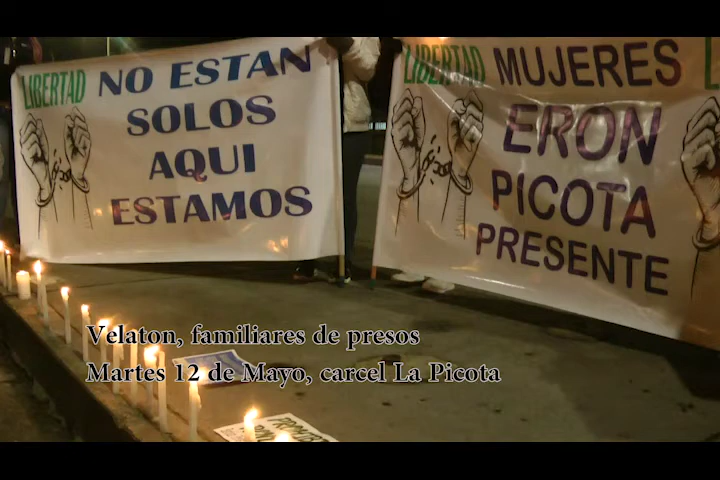 LIBERTAD
NO ESTAN
SOLOS
AQUI
ESTAMOS
LIBERTAD
MUJERES
ERON
PICOTA
PRESENTE
Velaton, familiares de presos
Martes 12 de Mayo, carcel La Picota